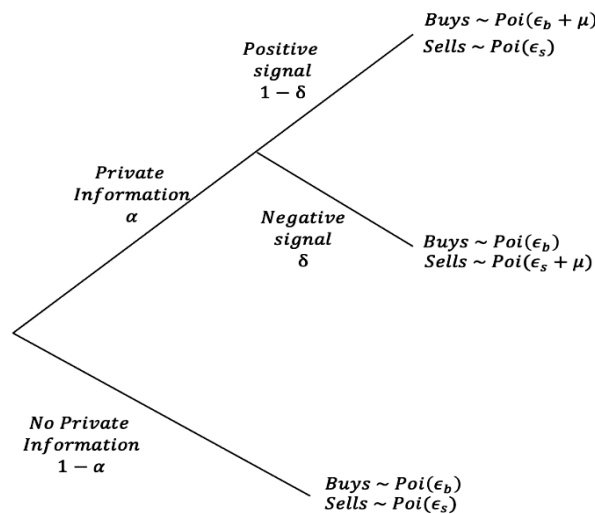 Buys ~ Poi(ϵ_b + μ)
Sells ~ Poi(ϵ_s)
Positive
signal
1 − δ
Private
Information
α
Negative
signal
δ
Buys ~ Poi(ϵ_b)
Sells ~ Poi(ϵ_s + μ)
No Private
Information
1 − α
Buys ~ Poi(ϵ_b)
Sells ~ Poi(ϵ_s)